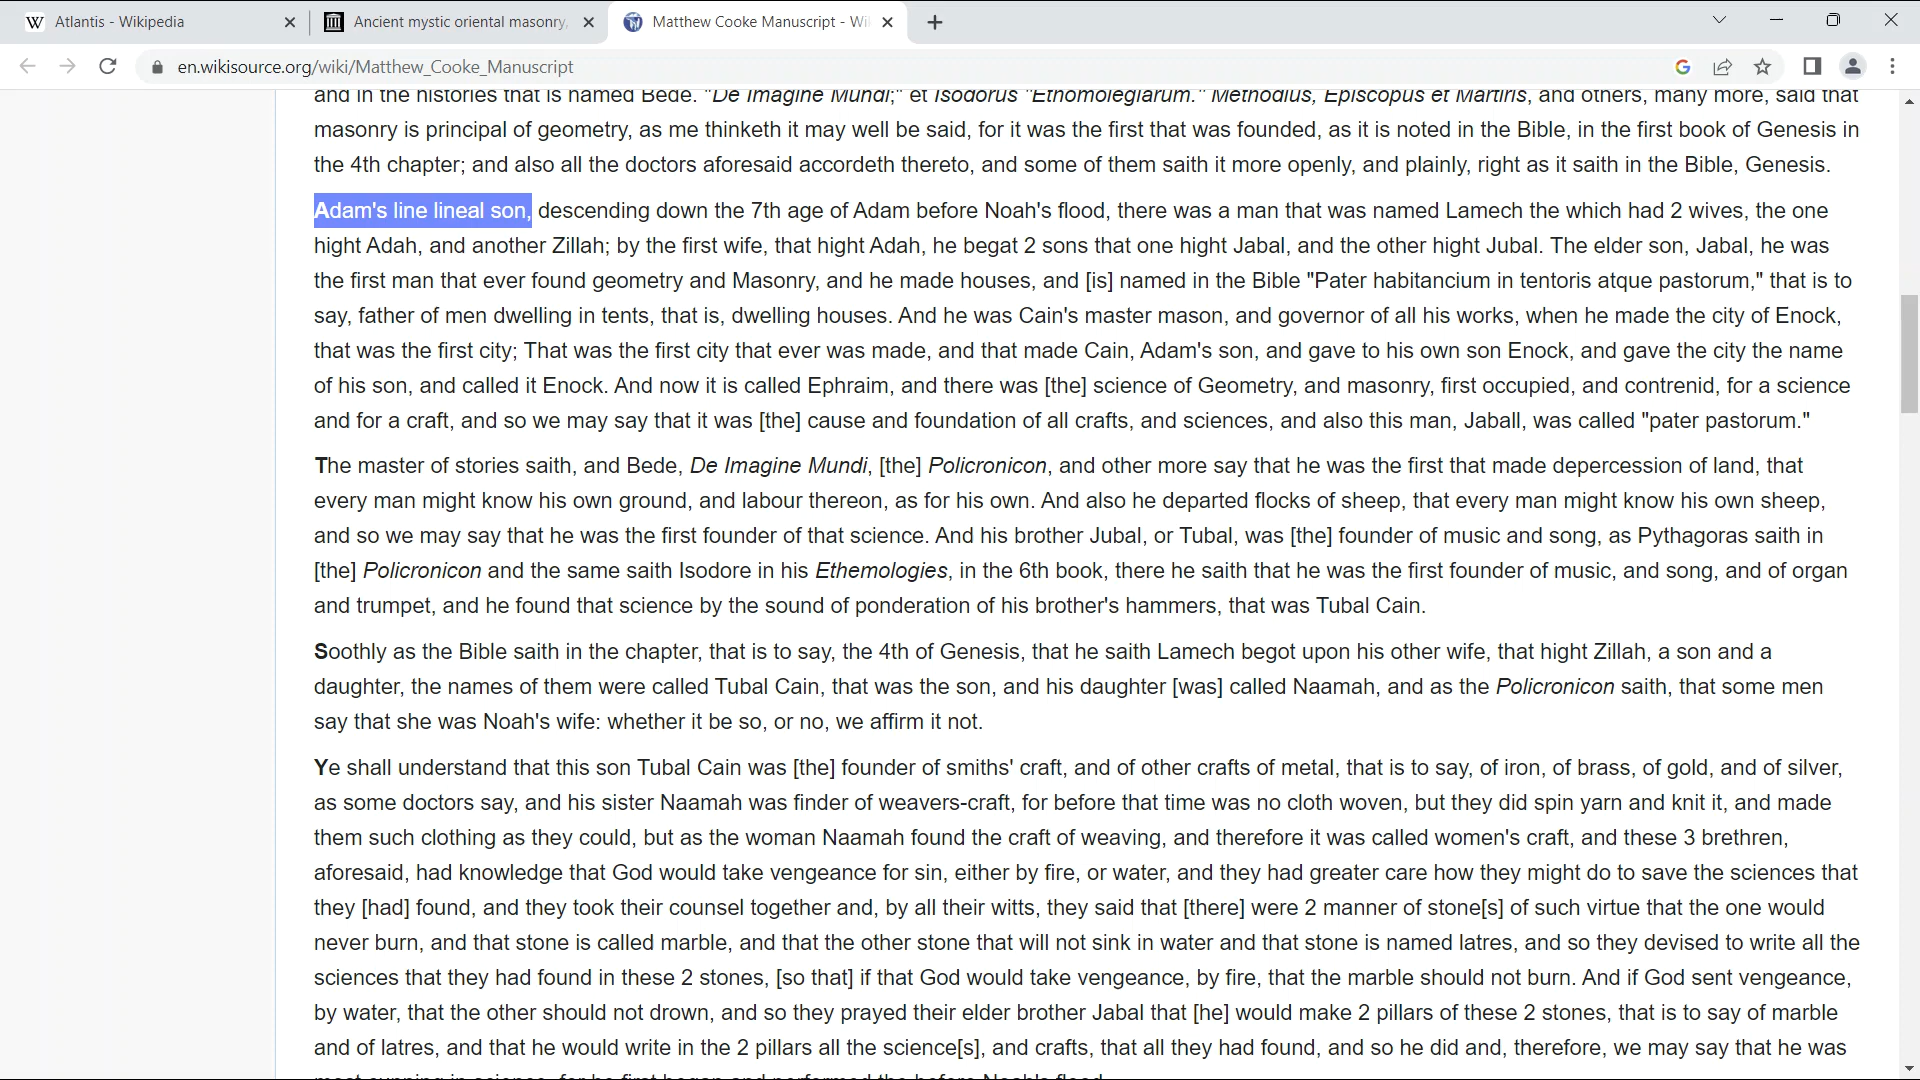 Atlantis - Wikipedia
Ancient mystic oriental masonry,
Matthew Cooke Manuscript - Wi
en.wikisource.org/wiki/Matthew_Cooke_Manuscript
and in the histories that is named Bede. "De Imagine Mundi;" et Isodorus "Ethomolegiarum." Methodius, Episcopus et Martiris, and others, many more, said that
masonry is principal of geometry, as me thinketh it may well be said, for it was the first that was founded, as it is noted in the Bible, in the first book of Genesis in
the 4th chapter; and also all the doctors aforesaid accordeth thereto, and some of them saith it more openly, and plainly, right as it saith in the Bible, Genesis.
Adam's line lineal son, descending down the 7th age of Adam before Noah's flood, there was a man that was named Lamech the which had 2 wives, the one
hight Adah, and another Zillah; by the first wife, that hight Adah, he begat 2 sons that one hight Jabal, and the other hight Jubal. The elder son, Jabal, he was
the first man that ever found geometry and Masonry, and he made houses, and [is] named in the Bible "Pater habitancium in tentoris atque pastorum," that is to
say, father of men dwelling in tents, that is, dwelling houses. And he was Cain's master mason, and governor of all his works, when he made the city of Enock,
that was the first city; That was the first city that ever was made, and that made Cain, Adam's son, and gave to his own son Enock, and gave the city the name
of his son, and called it Enock. And now it is called Ephraim, and there was [the] science of Geometry, and masonry, first occupied, and contrenid, for a science
and for a craft, and so we may say that it was [the] cause and foundation of all crafts, and sciences, and also this man, Jaball, was called "pater pastorum."
The master of stories saith, and Bede, De Imagine Mundi, [the] Policronicon, and other more say that he was the first that made depercession of land, that
every man might know his own ground, and labour thereon, as for his own. And also he departed flocks of sheep, that every man might know his own sheep,
and so we may say that he was the first founder of that science. And his brother Jubal, or Tubal, was [the] founder of music and song, as Pythagoras saith in
[the] Policronicon and the same saith Isodore in his Ethemologies, in the 6th book, there he saith that he was the first founder of music, and song, and of organ
and trumpet, and he found that science by the sound of ponderation of his brother's hammers, that was Tubal Cain.
Soothly as the Bible saith in the chapter, that is to say, the 4th of Genesis, that he saith Lamech begot upon his other wife, that hight Zillah, a son and a
daughter, the names of them were called Tubal Cain, that was the son, and his daughter [was] called Naamah, and as the Policronicon saith, that some men
say that she was Noah's wife: whether it be so, or no, we affirm it not.
Ye shall understand that this son Tubal Cain was [the] founder of smiths' craft, and of other crafts of metal, that is to say, of iron, of brass, of gold, and of silver,
as some doctors say, and his sister Naamah was finder of weavers-craft, for before that time was no cloth woven, but they did spin yarn and knit it, and made
them such clothing as they could, but as the woman Naamah found the craft of weaving, and therefore it was called women's craft, and these 3 brethren,
aforesaid, had knowledge that God would take vengeance for sin, either by fire, or water, and they had greater care how they might do to save the sciences that
they [had] found, and they took their counsel together and, by all their witts, they said that [there] were 2 manner of stone[s] of such virtue that the one would
never burn, and that stone is called marble, and that the other stone that will not sink in water and that stone is named latres, and so they devised to write all the
sciences that they had found in these 2 stones, [so that] if that God would take vengeance, by fire, that the marble should not burn. And if God sent vengeance,
by water, that the other should not drown, and so they prayed their elder brother Jabal that [he] would make 2 pillars of these 2 stones, that is to say of marble
and of latres, and that he would write in the 2 pillars all the science[s], and crafts, that all they had found, and so he did and, therefore, we may say that he was